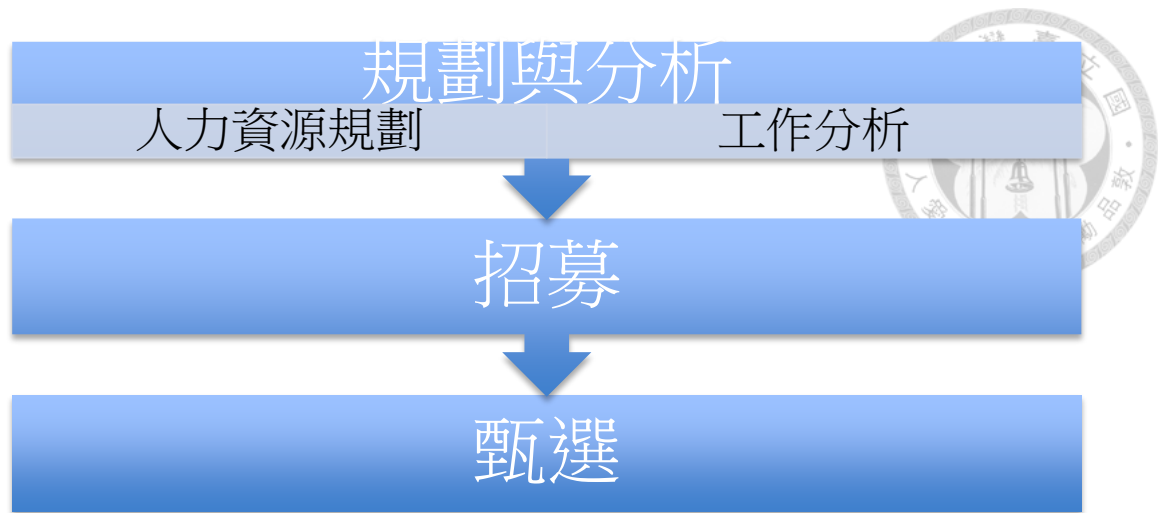 規劃與分析
人力資源規劃 工作分析
招募
甄選